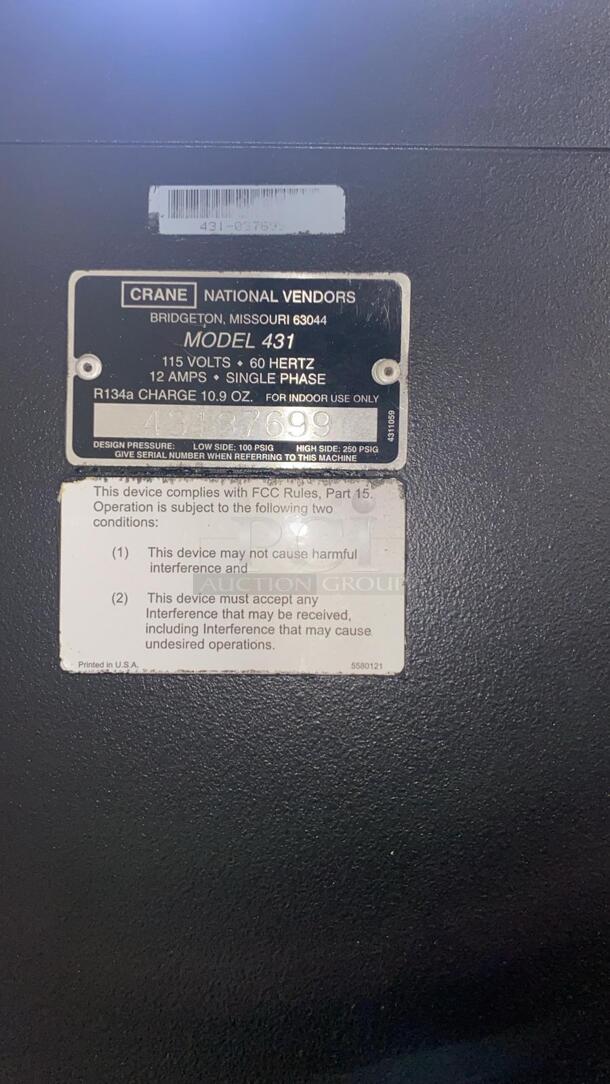 CRANE NATIONAL VENDORS
BRIDGETON, MISSOURI 63044
MODEL 431
115 VOLTS • 60 HERTZ
12 AMPS • SINGLE PHASE
R134a CHARGE 10.9 OZ. FOR INDOOR USE ONLY
4311059
DESIGN PRESSURE: LOW SIDE: 100 PSIG HIGH SIDE: 250 PSIG
GIVE SERIAL NUMBER WHEN REFERRING TO THIS MACHINE
This device complies with FCC Rules, Part 15.
Operation is subject to the following two
conditions:
(1) This device may not cause harmful
interference and
(2) This device must accept any
Interference that may be received,
including Interference that may cause
undesired operations.
Printed in U.S.A. 5580121
PCi
AUCTION GROUP